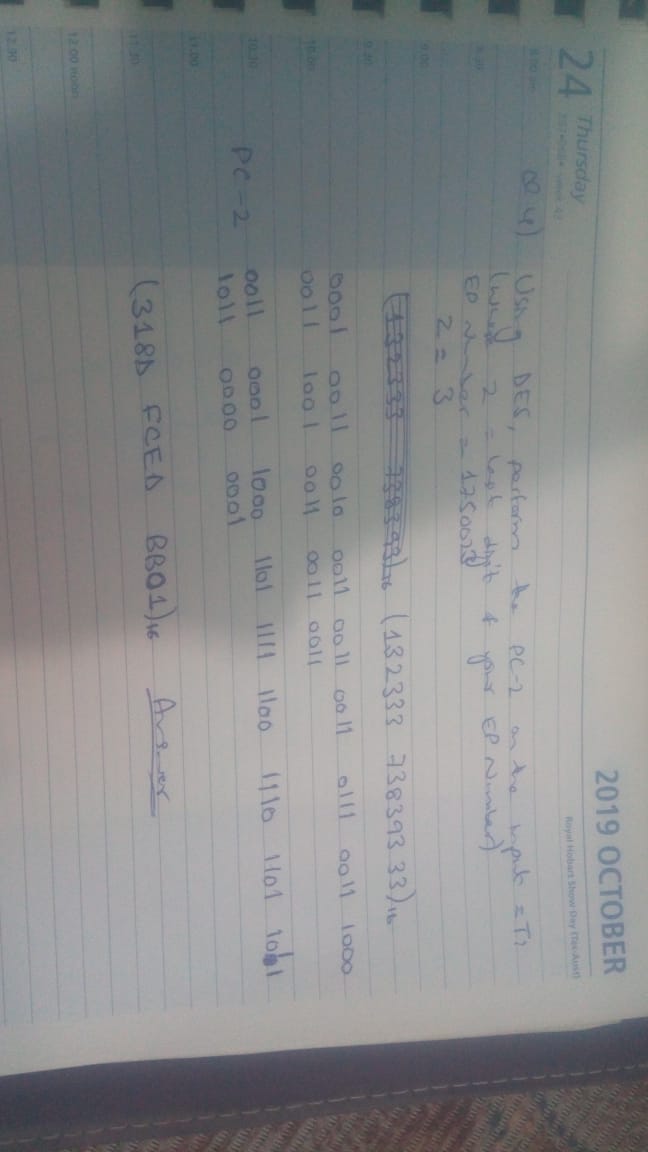 2019 OCTOBER
24 Thursday
Royal Hobart Show Day (Tas-Aust)
297•068• week 43
8.00 am
Q4) Using DES, perform the PC-2 on the input = T?
(where Z = last digit of your EP Number)
8.30
EP Number = 1750023
Z = 3
9.00
(132333 738393)16 (132333 738393 33)16
9.30
0001 0011 0010 0011 0011 0011 0111 0011 1000
10.00
0011 1001 0011 0011 0011
10.30
0011 0001 1000 1101 1111 1100 1110 1101 1011
PC-2
1011 0000 0001
11.00
(318D FCED BB01)16 Answer
11.30
12.00 noon
12.30